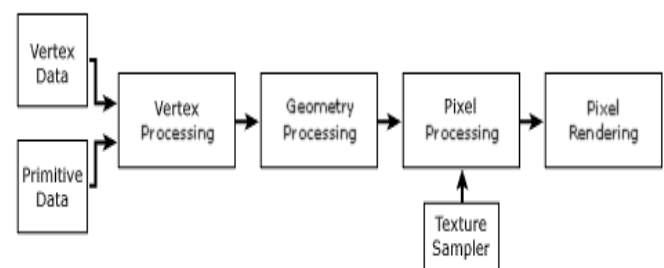 Vertex
Data
Primitive
Data
Vertex
Processing
Geometry
Processing
Pixel
Processing
Pixel
Rendering
Texture
Sampler